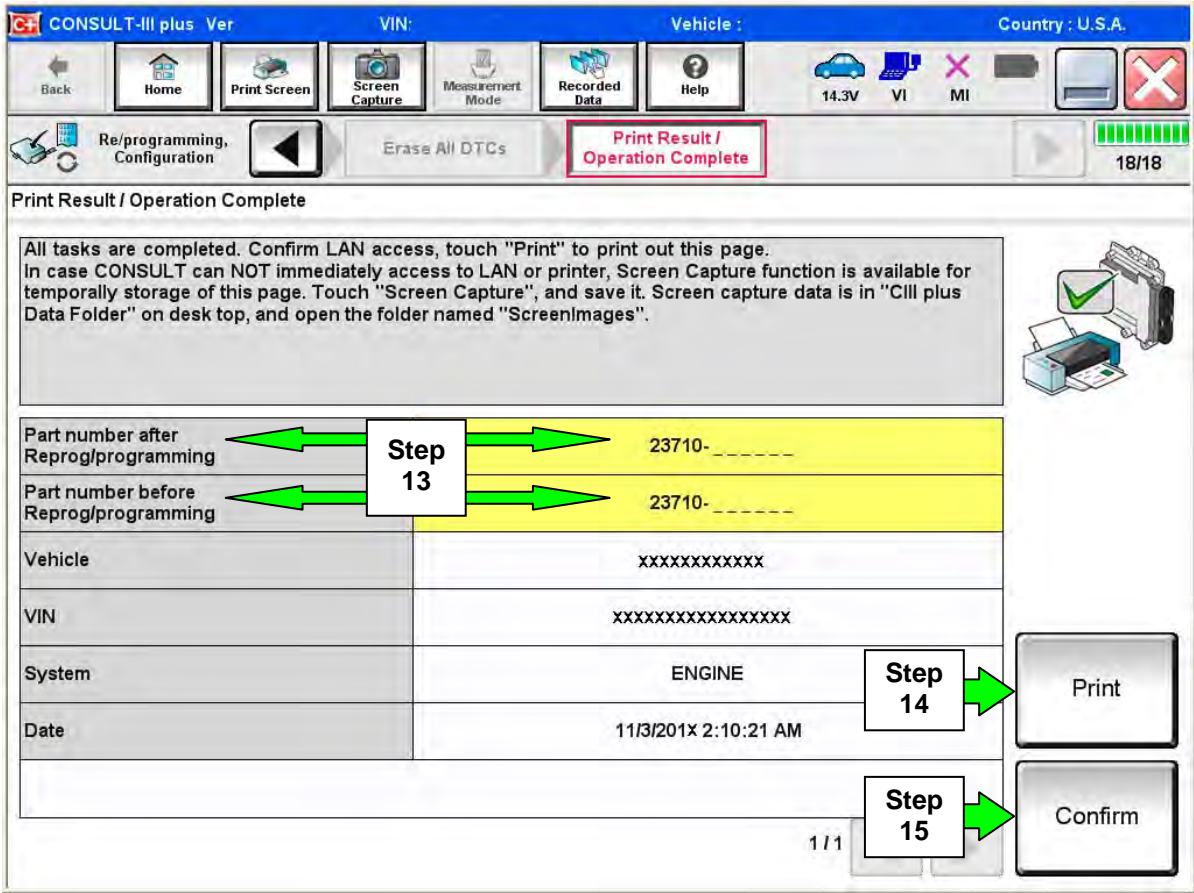 C+ CONSULT-III plus Ver VIN: Vehicle : Country : U.S.A.
Back
Home
Print Screen
Screen
Capture
Measurement
Mode
Recorded
Data
Help
14.3V
VI
MI
Re/programming,
Configuration
Erase All DTCs
Print Result /
Operation Complete
18/18
Print Result / Operation Complete
All tasks are completed. Confirm LAN access, touch "Print" to print out this page.
In case CONSULT can NOT immediately access to LAN or printer, Screen Capture function is available for
temporally storage of this page. Touch "Screen Capture", and save it. Screen capture data is in "CIII plus
Data Folder" on desk top, and open the folder named "ScreenImages".
Part number after
Reprog/programming
23710-_ _ _ _ _ _
Step
13
Part number before
Reprog/programming
23710-_ _ _ _ _ _
Vehicle
xxxxxxxxxxxx
VIN
xxxxxxxxxxxxxxxxx
System
ENGINE
Step
14
Print
Date
11/3/201x 2:10:21 AM
Step
15
Confirm
1/1